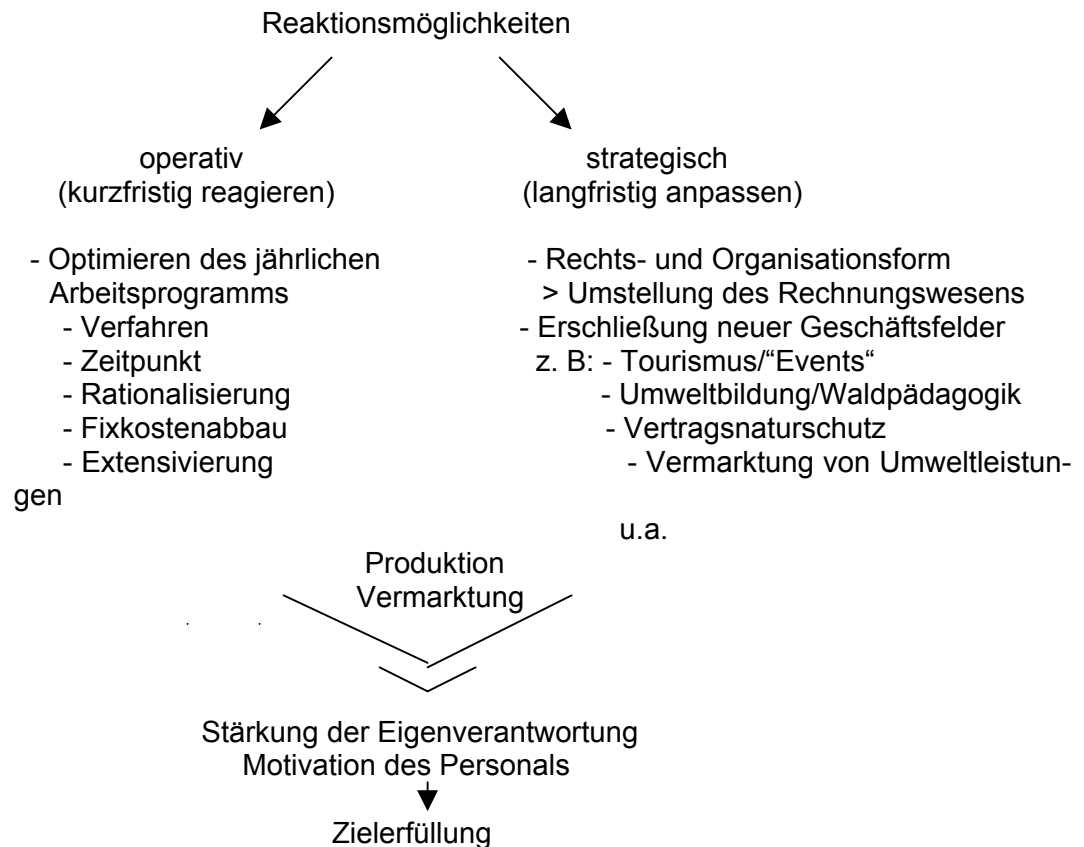 Reaktionsmöglichkeiten
operativ
(kurzfristig reagieren)
- Optimieren des jährlichen
Arbeitsprogramms
- Verfahren
- Zeitpunkt
- Rationalisierung
- Fixkostenabbau
- Extensivierung
strategisch
(langfristig anpassen)
- Rechts- und Organisationsform
> Umstellung des Rechnungswesens
- Erschließung neuer Geschäftsfelder
z. B: - Tourismus/“Events“
- Umweltbildung/Waldpädagogik
- Vertragsnaturschutz
- Vermarktung von Umweltleistun-
gen
u.a.
Produktion
Vermarktung
Stärkung der Eigenverantwortung
Motivation des Personals
Zielerfüllung